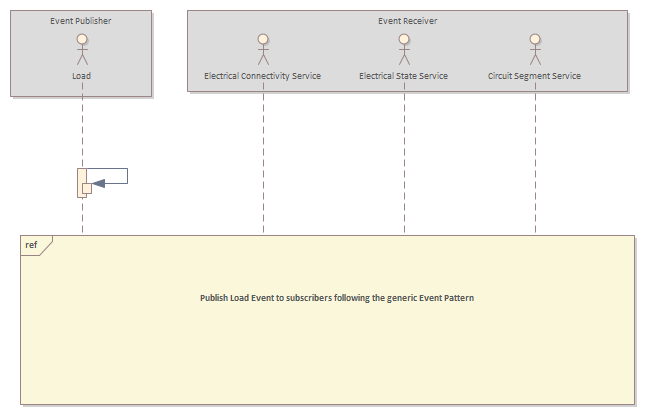 Event Publisher
Event Receiver
Load
Electrical Connectivity Service
Electrical State Service
Circuit Segment Service
ref
Publish Load Event to subscribers following the generic Event Pattern